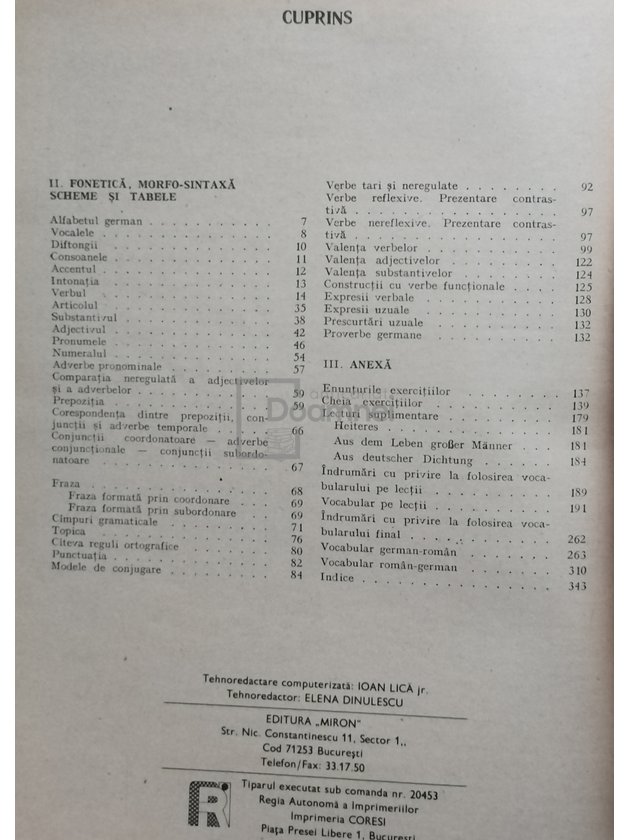 CUPRINS
II. FONETICĂ, MORFO-SINTAXĂ
SCHEME ȘI TABELE
Alfabetul german . . . . . . . . . . . 7
Vocalele . . . . . . . . . . . 8
Diftongii . . . . . . . . . . . 10
Consoanele . . . . . . . . . . . 11
Accentul . . . . . . . . . . . 12
Intonația . . . . . . . . . . . 13
Verbul . . . . . . . . . . . 14
Articolul . . . . . . . . . . . 35
Substantivul . . . . . . . . . . . 38
Adjectivul . . . . . . . . . . . 42
Pronumele . . . . . . . . . . . 46
Numeralul . . . . . . . . . . . 54
Adverbe pronominale . . . . . . . . 57
Comparația neregulată a adjectivelor
și a adverbelor . . . . . . . . . 59
Prepoziția . . . . . . . . . . . 59
Corespondența dintre prepoziții, con-
juncții și adverbe temporale . . . . . 66
Conjuncții coordonatoare — adverbe
conjuncționale — conjuncții subordo-
natoare . . . . . . . . . . . 67
Fraza . . . . . . . . . . . 68
Fraza formată prin coordonare . . . . 69
Fraza formată prin subordonare . . . 69
Cîmpuri gramaticale . . . . . . . . 71
Topica . . . . . . . . . . . 76
Cîteva reguli ortografice . . . . . . . 80
Punctuația . . . . . . . . . . . 82
Modele de conjugare . . . . . . . . 84
Verbe tari și neregulate . . . . . . . . 92
Verbe reflexive. Prezentare contras-
tivă . . . . . . . . . . . 97
Verbe nereflexive. Prezentare contras-
tivă . . . . . . . . . . . 97
Valența verbelor . . . . . . . . . 99
Valența adjectivelor . . . . . . . . 122
Valența substantivelor . . . . . . . . 124
Construcții cu verbe funcționale . . . . 125
Expresii verbale . . . . . . . . . 128
Expresii uzuale . . . . . . . . . 130
Prescurtări uzuale . . . . . . . . 132
Proverbe germane . . . . . . . . 132
III. ANEXĂ
Enunțurile exercițiilor . . . . . . . . 137
Cheia exercițiilor . . . . . . . . . 139
Lecturi suplimentare . . . . . . . . 179
Heiteres . . . . . . . . . . . 181
Aus dem Leben großer Männer . . . 181
Aus deutscher Dichtung . . . . . . 184
Îndrumări cu privire la folosirea voca-
bularului pe lecții . . . . . . . . . 189
Vocabular pe lecții . . . . . . . . . 191
Îndrumări cu privire la folosirea voca-
bularului final . . . . . . . . . . 262
Vocabular german-român . . . . . . . 263
Vocabular român-german . . . . . . . 310
Indice . . . . . . . . . . . 343
Tehnoredactare computerizată: IOAN LICĂ jr.
Tehnoredactor: ELENA DINULESCU
EDITURA „MIRON"
Str. Nic. Constantinescu 11, Sector 1,,
Cod 71253 București
Telefon/Fax: 33.17.50
Tiparul executat sub comanda nr. 20453
Regia Autonomă a Imprimeriilor
Imprimeria CORESI
Piața Presei Libere 1, București